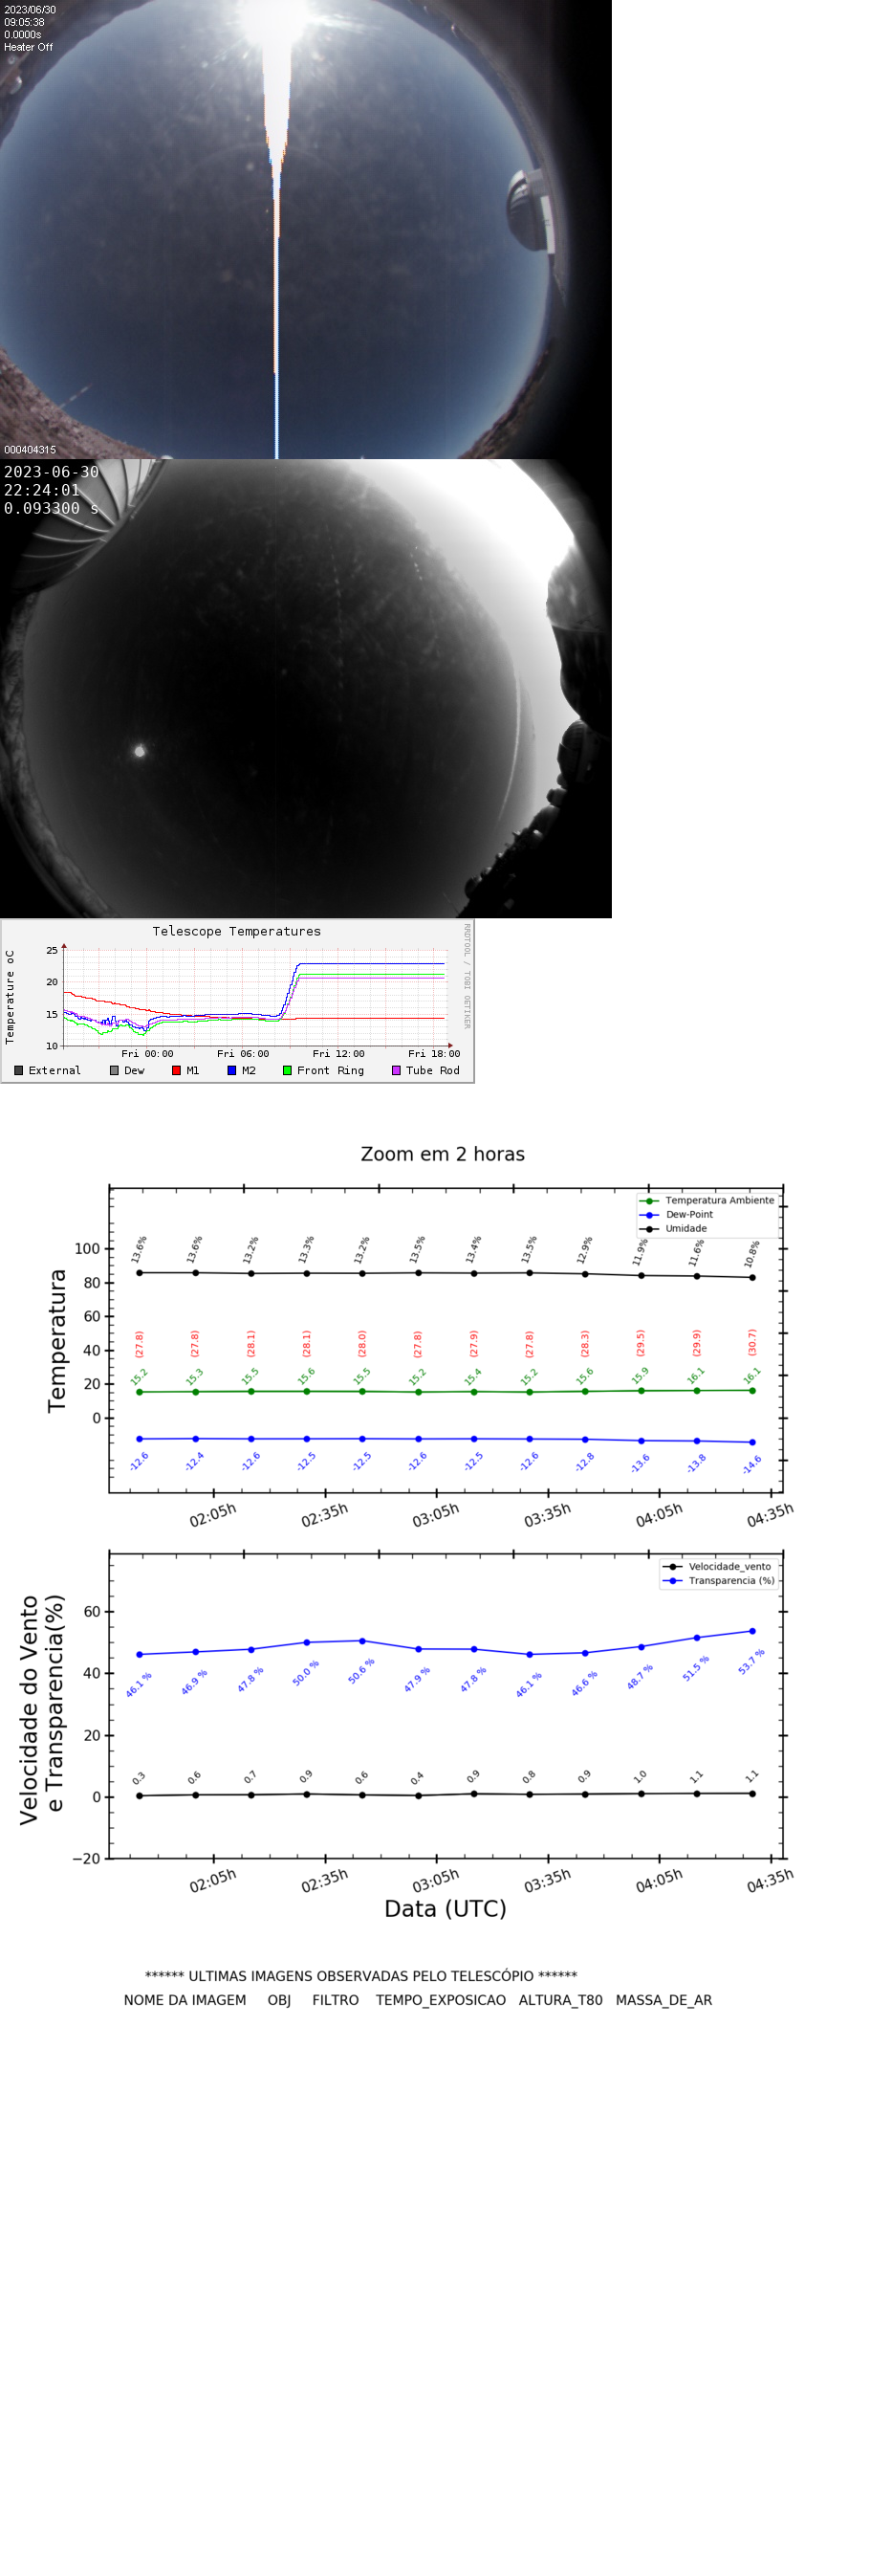 2023/06/30
09:05:38
0.0000s
Heater Off
000404315
2023-06-30
22:24:01
0.093300 s
Telescope Temperatures
RRDTOOL / TOBI OETIKER
Temperature oC
25
20
15
10
Fri 00:00 Fri 06:00 Fri 12:00 Fri 18:00
External Dew M1 M2 Front Ring Tube Rod
Zoom em 2 horas
Temperatura Ambiente
Dew-Point
Umidade
Temperatura
100
80
60
40
20
0
13.6% 13.6% 13.2% 13.3% 13.2% 13.5% 13.4% 13.5% 12.9% 11.9% 11.6% 10.8%
(27.8) (27.8) (28.1) (28.1) (28.0) (27.8) (27.9) (27.8) (28.3) (29.5) (29.9) (30.7)
15.2 15.3 15.5 15.6 15.5 15.2 15.4 15.2 15.6 15.9 16.1 16.1
-12.6 -12.4 -12.6 -12.5 -12.5 -12.6 -12.5 -12.6 -12.8 -13.6 -13.8 -14.6
02:05h 02:35h 03:05h 03:35h 04:05h 04:35h
Velocidade_vento
Transparencia (%)
Velocidade do Vento
e Transparencia(%)
60
40
20
0
−20
46.1 % 46.9 % 47.8 % 50.0 % 50.6 % 47.9 % 47.8 % 46.1 % 46.6 % 48.7 % 51.5 % 53.7 %
0.3 0.6 0.7 0.9 0.6 0.4 0.9 0.8 0.9 1.0 1.1 1.1
02:05h 02:35h 03:05h 03:35h 04:05h 04:35h
Data (UTC)
****** ULTIMAS IMAGENS OBSERVADAS PELO TELESCÓPIO ******
NOME DA IMAGEM OBJ FILTRO TEMPO_EXPOSICAO ALTURA_T80 MASSA_DE_AR